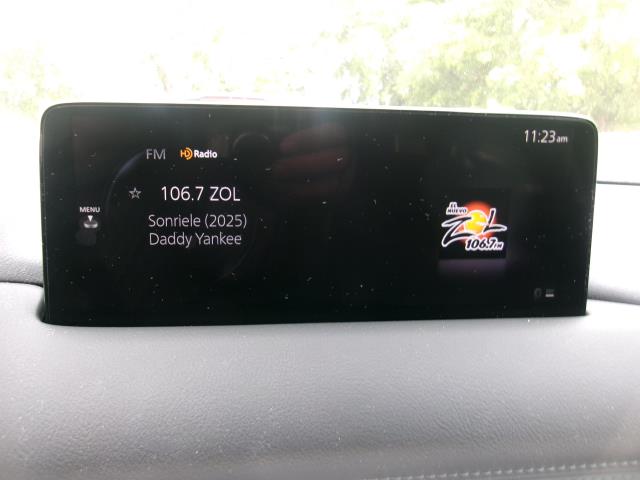 11:23am
FM HD Radio
☆ 106.7 ZOL
MENU
Sonriele (2025)
Daddy Yankee
EL
NUEVO
ZOL
106.7FM